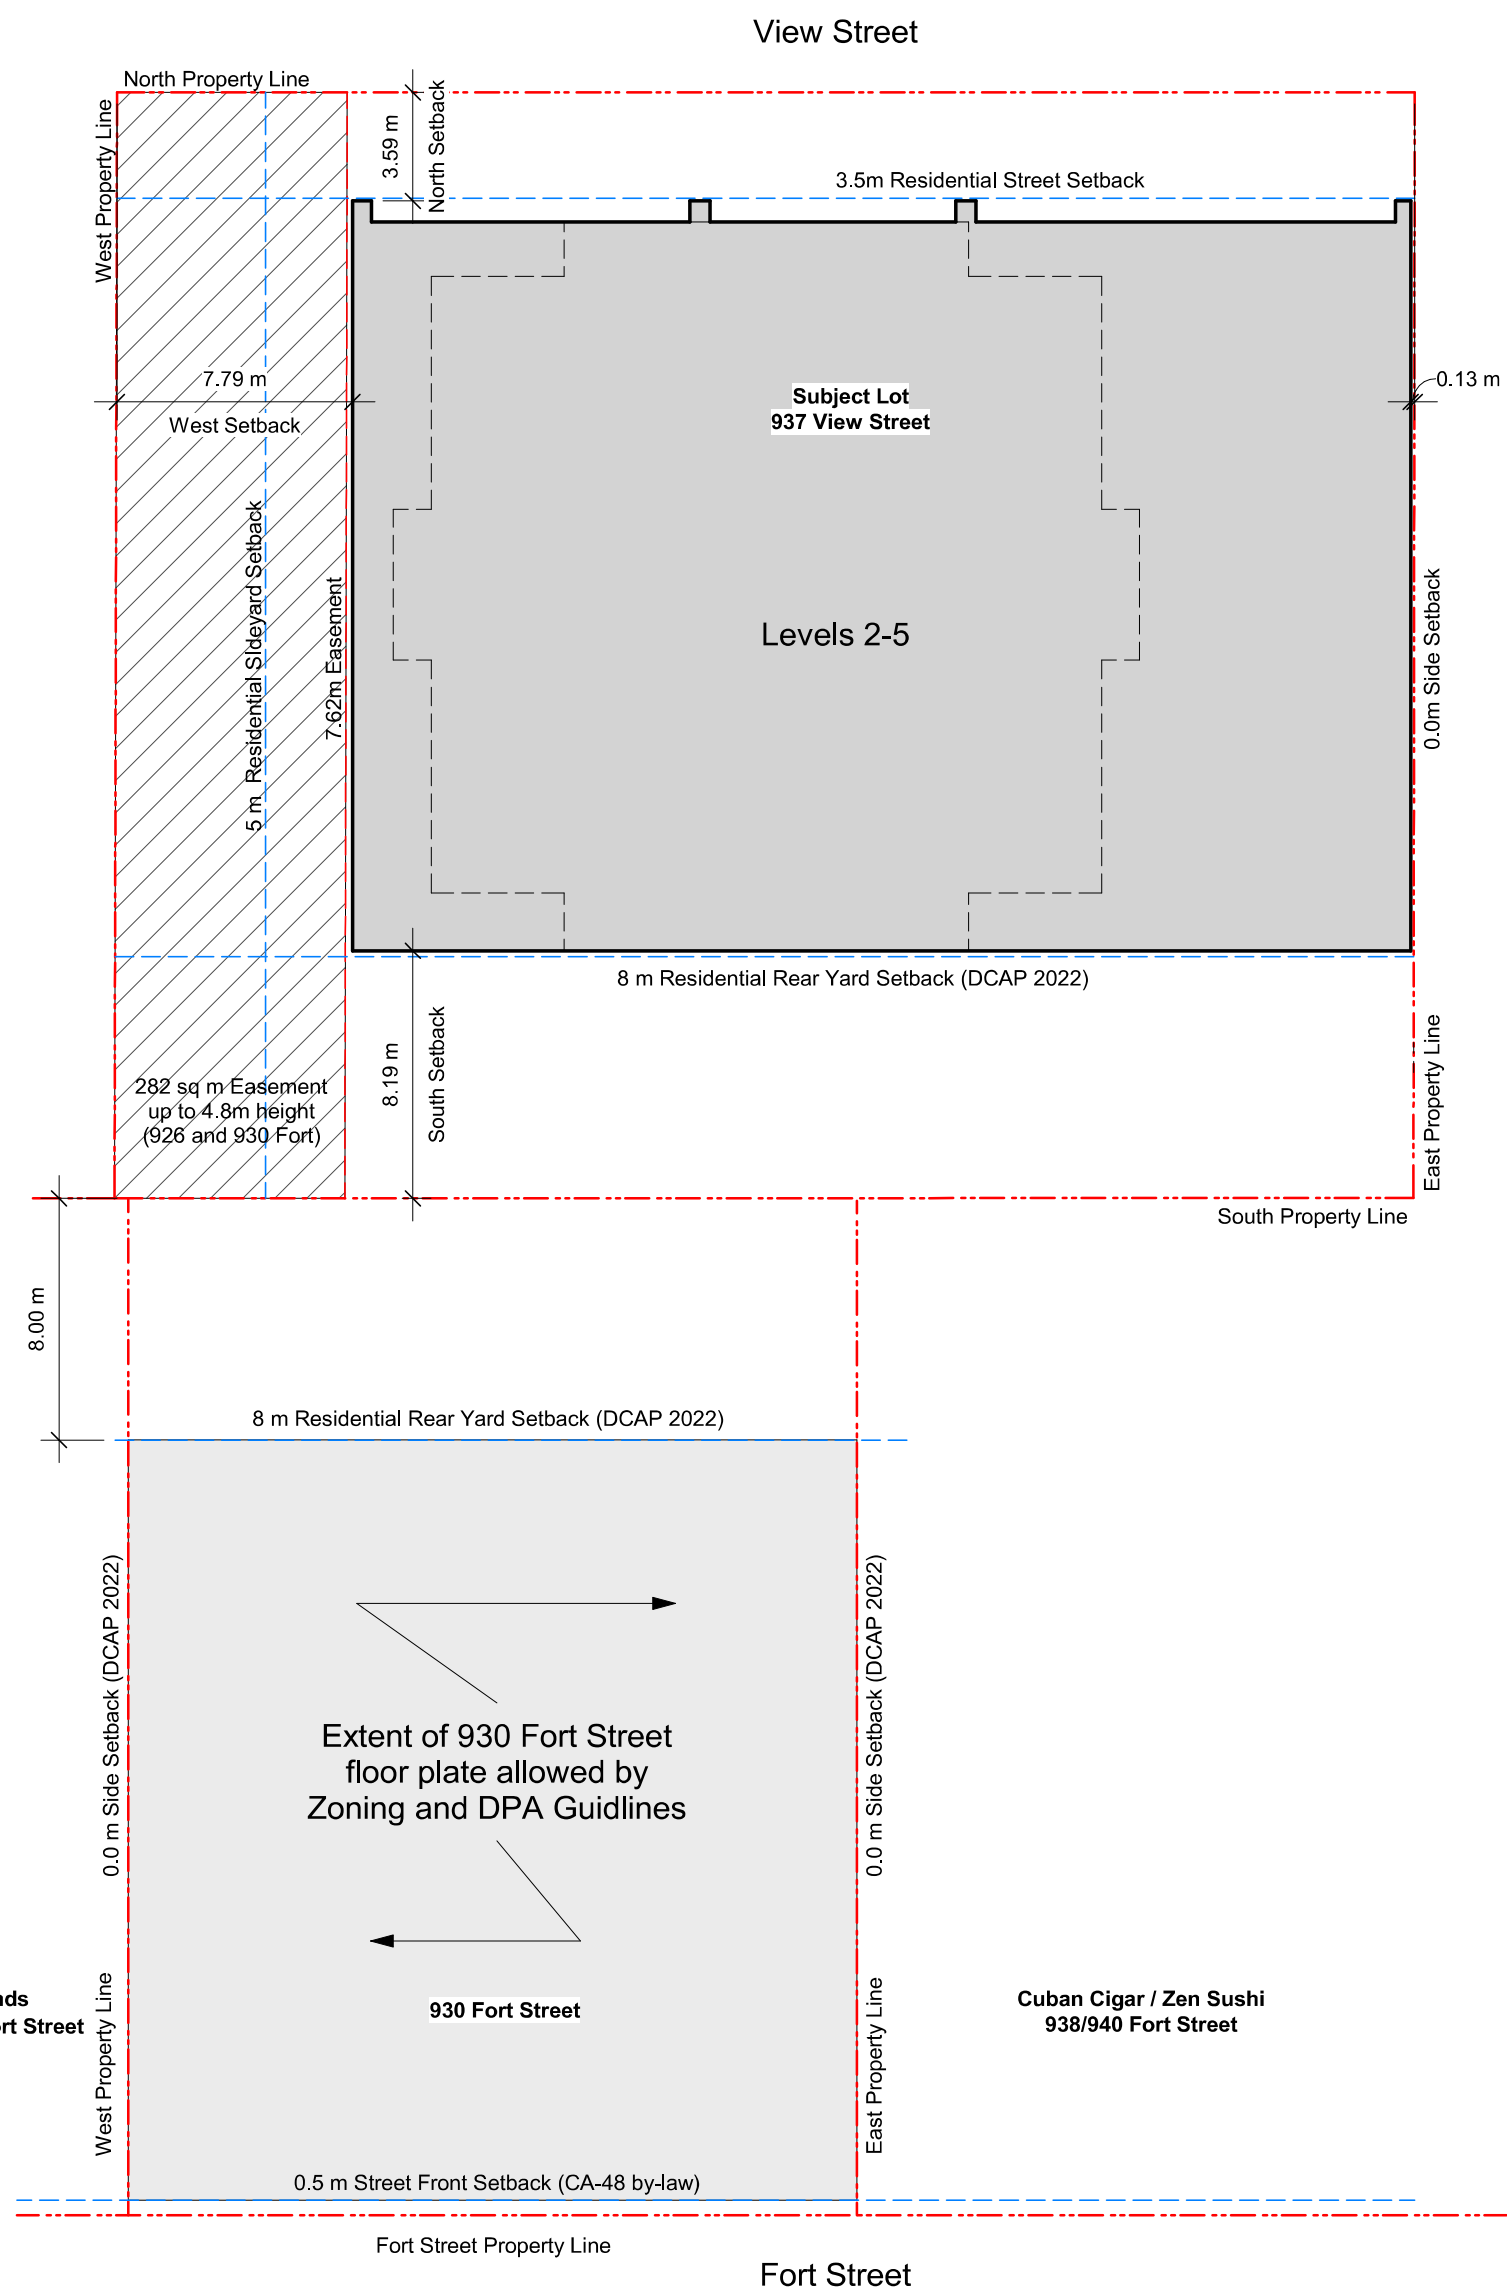 View Street
North Property Line
West Property Line
3.59 m
North Setback
3.5m Residential Street Setback
7.79 m
West Setback
Subject Lot
937 View Street
0.13 m
5 m  Residential Sideyard Setback
7.62m Easement
Levels 2-5
0.0m Side Setback
8 m Residential Rear Yard Setback (DCAP 2022)
8.19 m
South Setback
East Property Line
282 sq m Easement
up to 4.8m height
(926 and 930 Fort)
South Property Line
8.00 m
8 m Residential Rear Yard Setback (DCAP 2022)
0.0 m Side Setback (DCAP 2022)
0.0 m Side Setback (DCAP 2022)
Extent of 930 Fort Street
floor plate allowed by
Zoning and DPA Guidlines
West Property Line
930 Fort Street
East Property Line
Cuban Cigar / Zen Sushi
938/940 Fort Street
Street
0.5 m Street Front Setback (CA-48 by-law)
Fort Street Property Line
Fort Street